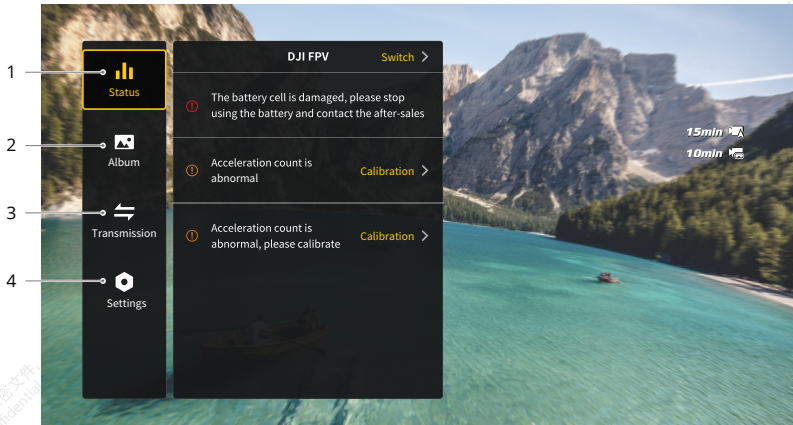 DJI FPV
Switch
1
Status
The battery cell is damaged, please stop
using the battery and contact the after-sales
15min
10min
2
Album
Acceleration count is
abnormal
Calibration
3
Transmission
Acceleration count is
abnormal, please calibrate
Calibration
4
Settings